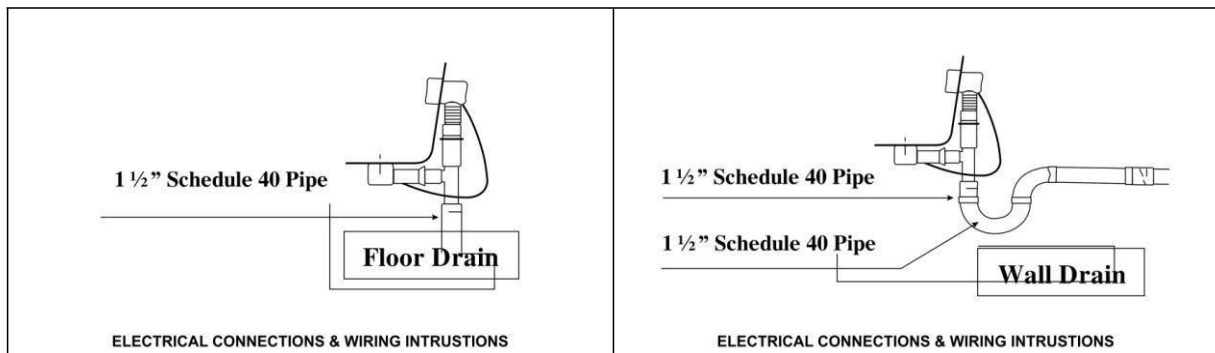 1 ½” Schedule 40 Pipe
Floor Drain
ELECTRICAL CONNECTIONS & WIRING INTRUSTIONS
1 ½” Schedule 40 Pipe
1 ½” Schedule 40 Pipe
Wall Drain
ELECTRICAL CONNECTIONS & WIRING INTRUSTIONS